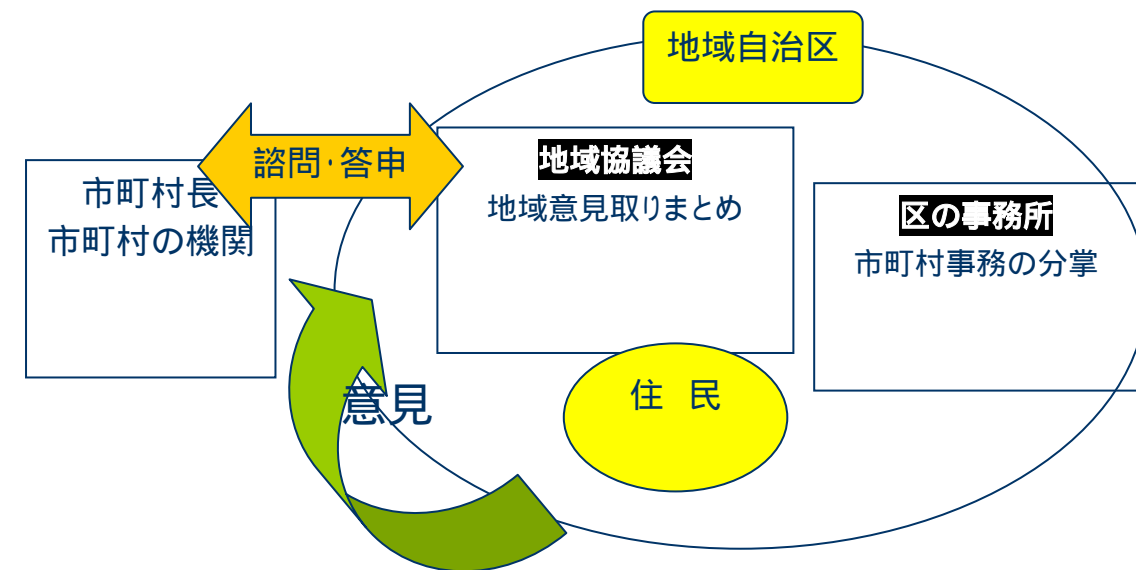 地域自治区
諮問・答申
市町村長
市町村の機関
地域協議会
地域意見取りまとめ
区の事務所
市町村事務の分掌
住 民
意見